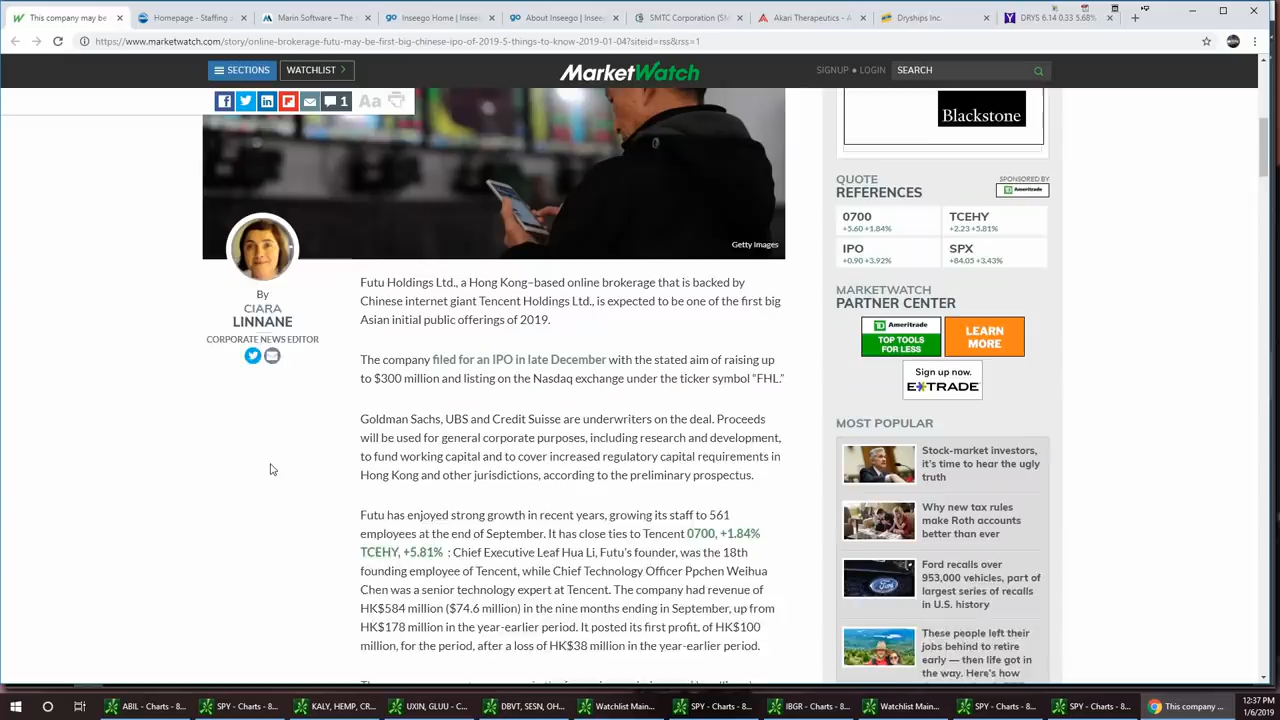 This company may be
Homepage - Staffing
Marin Software – The
Inseego Home | Insee
About Inseego | Insee
SMTC Corporation (SM
Akari Therapeutics - A
Dryships Inc.
DRYS 6.14 0.33 5.68%
https://www.marketwatch.com/story/online-brokerage-futu-may-be-first-big-chinese-ipo-of-2019-5-things-to-know-2019-01-04?siteid=rss&rss=1
SECTIONS
WATCHLIST
MarketWatch
SIGNUP • LOGIN
SEARCH
1
Aa
Getty Images
By
CIARA
LINNANE
CORPORATE NEWS EDITOR
Futu Holdings Ltd., a Hong Kong–based online brokerage that is backed by
Chinese internet giant Tencent Holdings Ltd., is expected to be one of the first big
Asian initial public offerings of 2019.
The company filed for an IPO in late December with the stated aim of raising up
to $300 million and listing on the Nasdaq exchange under the ticker symbol “FHL.”
Goldman Sachs, UBS and Credit Suisse are underwriters on the deal. Proceeds
will be used for general corporate purposes, including research and development,
to fund working capital and to cover increased regulatory capital requirements in
Hong Kong and other jurisdictions, according to the preliminary prospectus.
Futu has enjoyed strong growth in recent years, growing its staff to 561
employees at the end of September. It has close ties to Tencent 0700, +1.84%
TCEHY, +5.81% : Chief Executive Leaf Hua Li, Futu’s founder, was the 18th
founding employee of Tencent, while Chief Technology Officer Ppchen Weihua
Chen was a senior technology expert at Tencent. The company had revenue of
HK$584 million ($74.6 million) in the nine months ending in September, up from
HK$178 million in the year-earlier period. It posted its first profit, of HK$100
million, for the period, after a loss of HK$38 million in the year-earlier period.
Blackstone
QUOTE
REFERENCES
SPONSORED BY
Ameritrade
0700
+5.60 +1.84%
TCEHY
+2.23 +5.81%
IPO
+0.90 +3.92%
SPX
+84.05 +3.43%
MARKETWATCH
PARTNER CENTER
Ameritrade
TOP TOOLS
FOR LESS
LEARN
MORE
Sign up now.
E*TRADE
MOST POPULAR
Stock-market investors,
it’s time to hear the ugly
truth
Why new tax rules
make Roth accounts
better than ever
Ford recalls over
953,000 vehicles, part of
largest series of recalls
in U.S. history
These people left their
jobs behind to retire
early — then life got in
the way. Here’s how
ABIL - Charts - 8...
SPY - Charts - 8...
KALY, HEMP, CR...
UXIN, GLUU - C...
DBVT, SESN, OH...
Watchlist Main...
SPY - Charts - 8...
IBGR - Charts - 8...
Watchlist Main...
SPY - Charts - 8...
SPY - Charts - 8...
This company ...
12:37 PM
1/6/2019